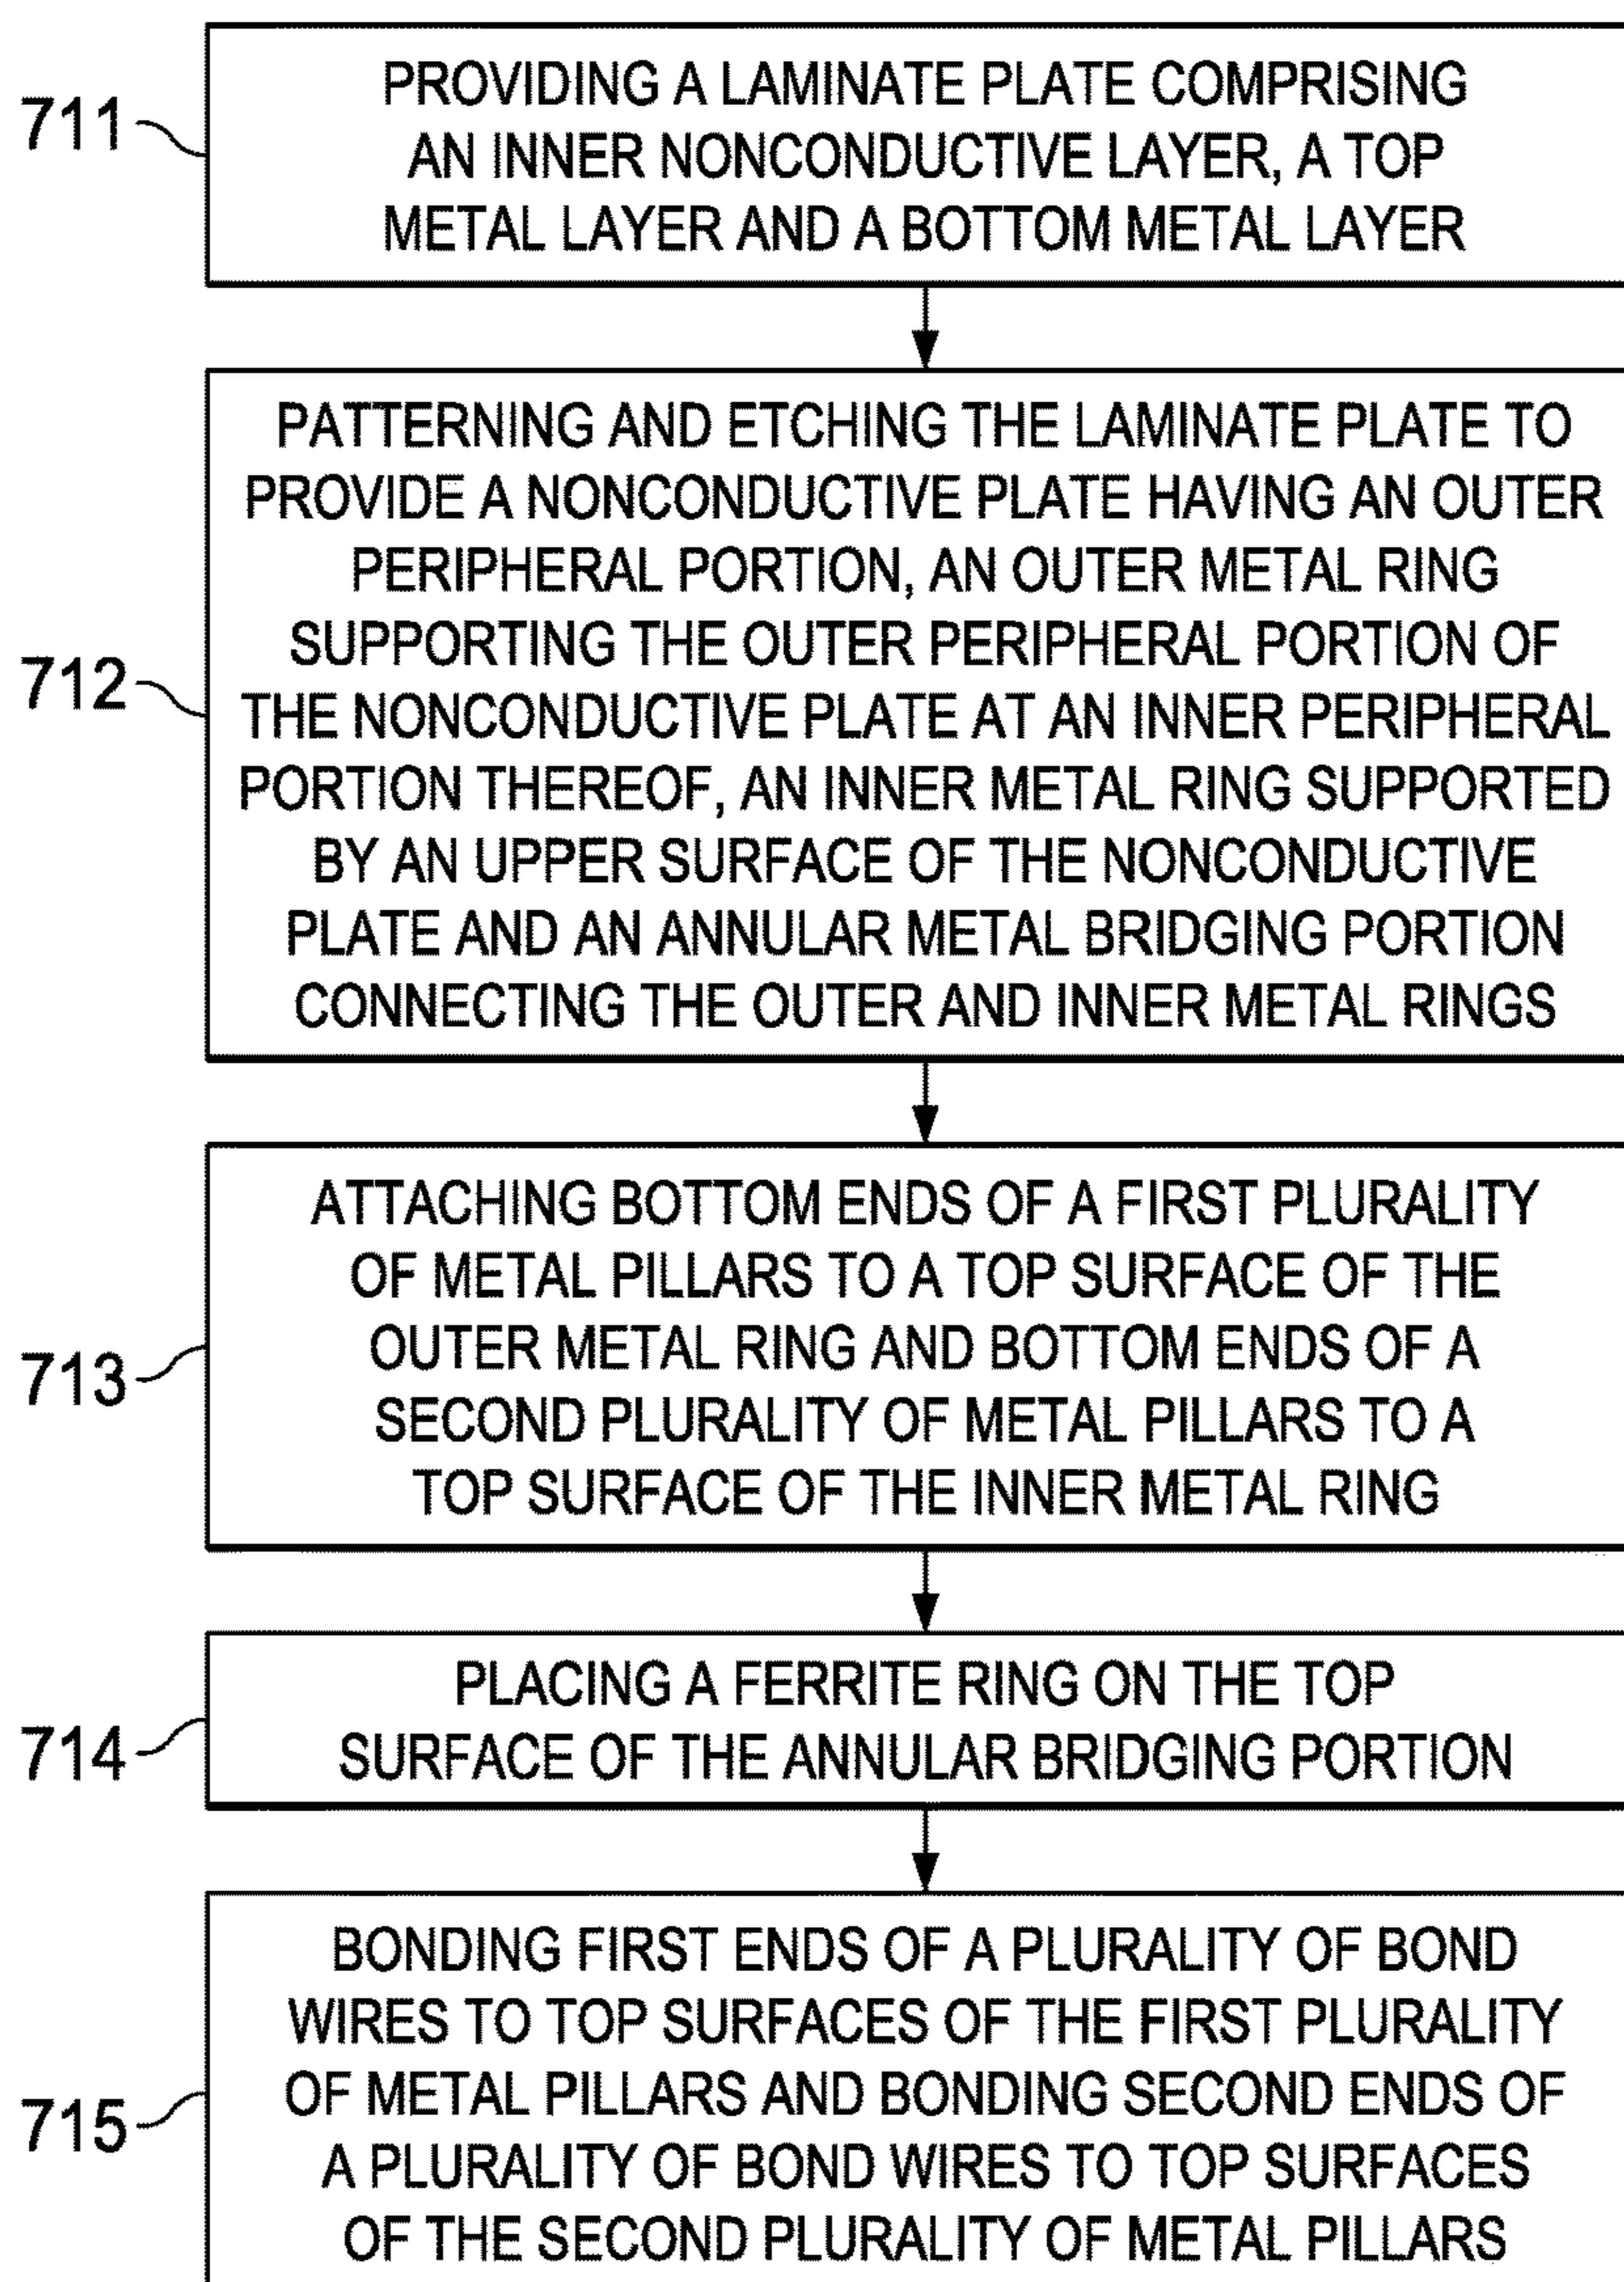 711
PROVIDING A LAMINATE PLATE COMPRISING
AN INNER NONCONDUCTIVE LAYER, A TOP
METAL LAYER AND A BOTTOM METAL LAYER
712
PATTERNING AND ETCHING THE LAMINATE PLATE TO
PROVIDE A NONCONDUCTIVE PLATE HAVING AN OUTER
PERIPHERAL PORTION, AN OUTER METAL RING
SUPPORTING THE OUTER PERIPHERAL PORTION OF
THE NONCONDUCTIVE PLATE AT AN INNER PERIPHERAL
PORTION THEREOF, AN INNER METAL RING SUPPORTED
BY AN UPPER SURFACE OF THE NONCONDUCTIVE
PLATE AND AN ANNULAR METAL BRIDGING PORTION
CONNECTING THE OUTER AND INNER METAL RINGS
713
ATTACHING BOTTOM ENDS OF A FIRST PLURALITY
OF METAL PILLARS TO A TOP SURFACE OF THE
OUTER METAL RING AND BOTTOM ENDS OF A
SECOND PLURALITY OF METAL PILLARS TO A
TOP SURFACE OF THE INNER METAL RING
714
PLACING A FERRITE RING ON THE TOP
SURFACE OF THE ANNULAR BRIDGING PORTION
715
BONDING FIRST ENDS OF A PLURALITY OF BOND
WIRES TO TOP SURFACES OF THE FIRST PLURALITY
OF METAL PILLARS AND BONDING SECOND ENDS OF
A PLURALITY OF BOND WIRES TO TOP SURFACES
OF THE SECOND PLURALITY OF METAL PILLARS